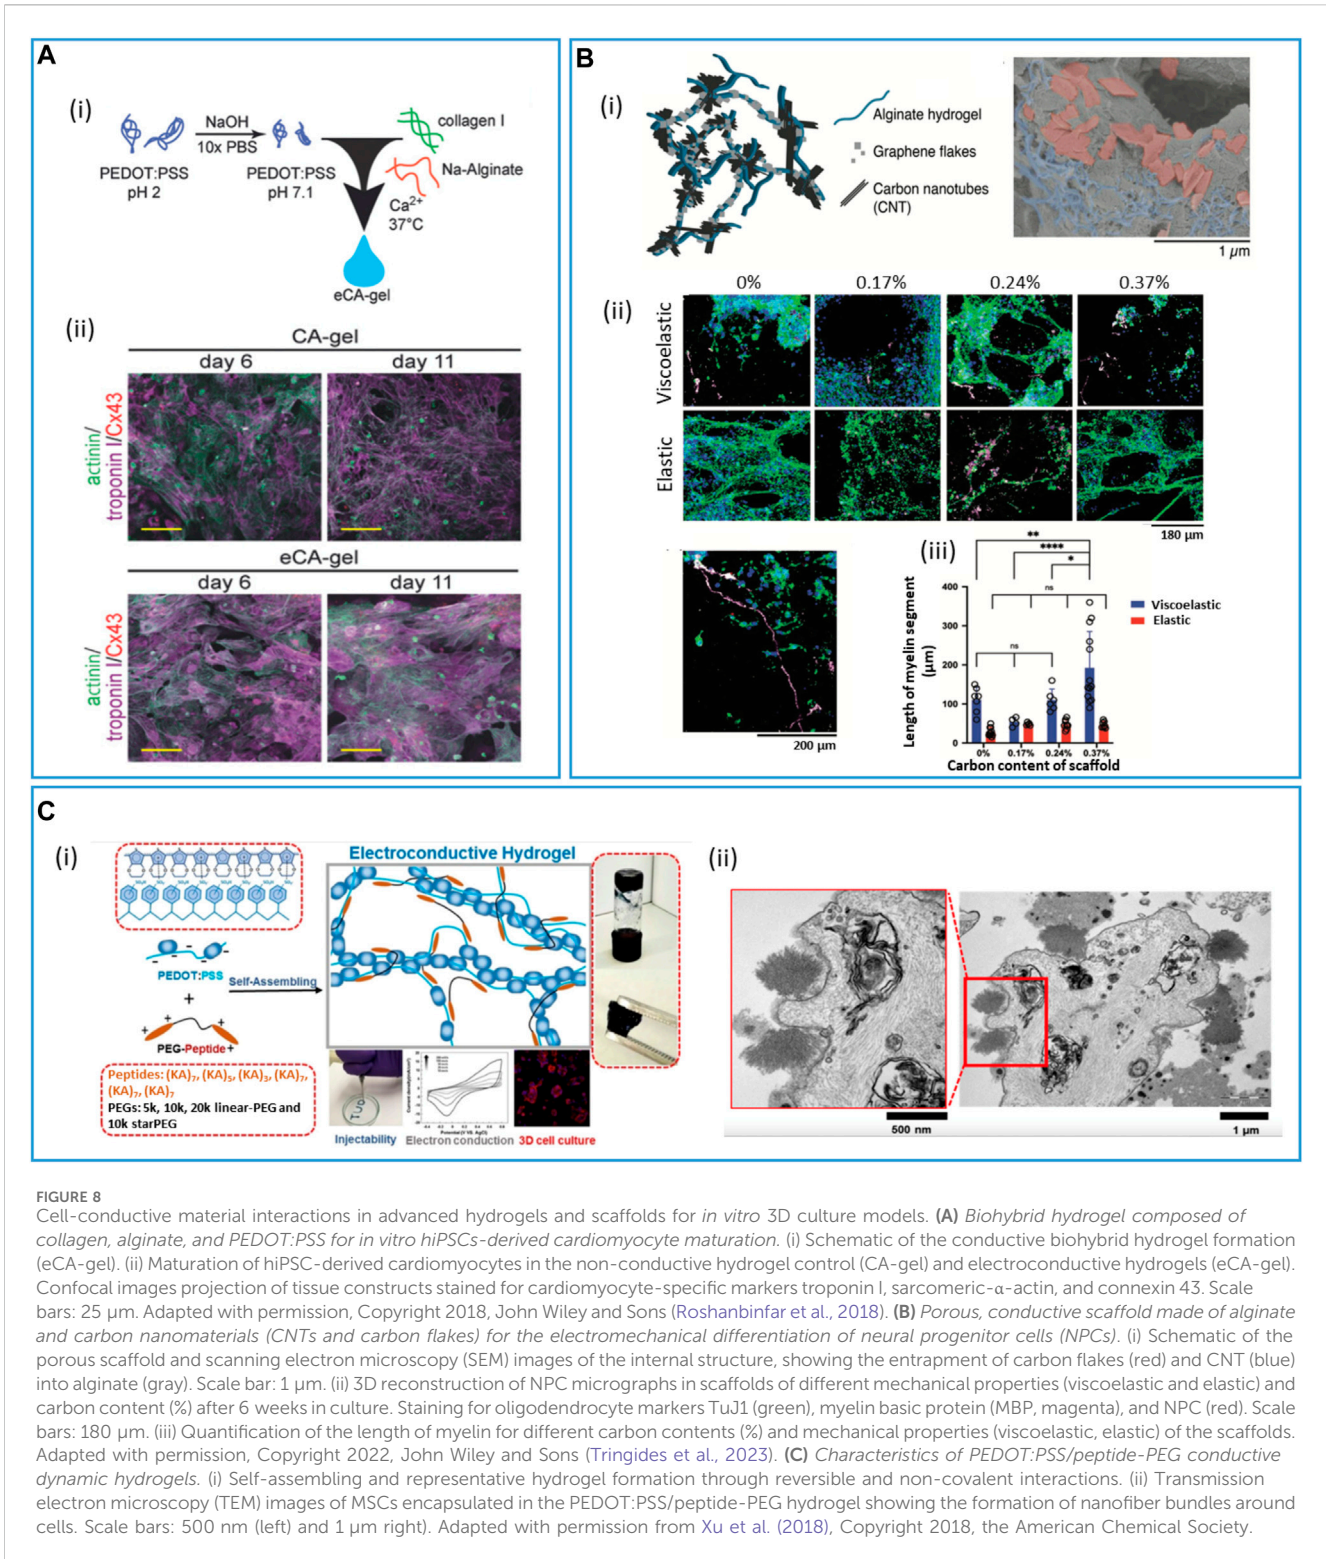 A
(i)
NaOH
10x PBS
PEDOT:PSS
pH 2
PEDOT:PSS
pH 7.1
collagen I
Na-Alginate
Ca2+
37°C
eCA-gel
(ii)
CA-gel
day 6
day 11
actinin/
troponin I/Cx43
eCA-gel
day 6
day 11
actinin/
troponin I/Cx43
B
(i)
Alginate hydrogel
Graphene flakes
Carbon nanotubes
(CNT)
1 µm
(ii)
0%
0.17%
0.24%
0.37%
Viscoelastic
Elastic
180 µm
200 µm
(iii)
**
****
*
ns
ns
Length of myelin segment
(µm)
400
300
200
100
0
0%
0.17%
0.24%
0.37%
Carbon content of scaffold
Viscoelastic
Elastic
C
(i)
PEDOT:PSS
+
PEG-Peptide
Self-Assembling
Peptides: (KA)7, (KA)5, (KA)3, (KA)7,
(KA)7, (KA)7
PEGs: 5k, 10k, 20k linear-PEG and
10k starPEG
Electroconductive Hydrogel
TUD
Injectability
Electron conduction
3D cell culture
(ii)
500 nm
1 µm
FIGURE 8
Cell-conductive material interactions in advanced hydrogels and scaffolds for in vitro 3D culture models. (A) Biohybrid hydrogel composed of
collagen, alginate, and PEDOT:PSS for in vitro hiPSCs-derived cardiomyocyte maturation. (i) Schematic of the conductive biohybrid hydrogel formation
(eCA-gel). (ii) Maturation of hiPSC-derived cardiomyocytes in the non-conductive hydrogel control (CA-gel) and electroconductive hydrogels (eCA-gel).
Confocal images projection of tissue constructs stained for cardiomyocyte-specific markers troponin I, sarcomeric-α-actin, and connexin 43. Scale
bars: 25 µm. Adapted with permission, Copyright 2018, John Wiley and Sons (Roshanbinfar et al., 2018). (B) Porous, conductive scaffold made of alginate
and carbon nanomaterials (CNTs and carbon flakes) for the electromechanical differentiation of neural progenitor cells (NPCs). (i) Schematic of the
porous scaffold and scanning electron microscopy (SEM) images of the internal structure, showing the entrapment of carbon flakes (red) and CNT (blue)
into alginate (gray). Scale bar: 1 µm. (ii) 3D reconstruction of NPC micrographs in scaffolds of different mechanical properties (viscoelastic and elastic) and
carbon content (%) after 6 weeks in culture. Staining for oligodendrocyte markers TuJ1 (green), myelin basic protein (MBP, magenta), and NPC (red). Scale
bars: 180 µm. (iii) Quantification of the length of myelin for different carbon contents (%) and mechanical properties (viscoelastic, elastic) of the scaffolds.
Adapted with permission, Copyright 2022, John Wiley and Sons (Tringides et al., 2023). (C) Characteristics of PEDOT:PSS/peptide-PEG conductive
dynamic hydrogels. (i) Self-assembling and representative hydrogel formation through reversible and non-covalent interactions. (ii) Transmission
electron microscopy (TEM) images of MSCs encapsulated in the PEDOT:PSS/peptide-PEG hydrogel showing the formation of nanofiber bundles around
cells. Scale bars: 500 nm (left) and 1 µm right). Adapted with permission from Xu et al. (2018), Copyright 2018, the American Chemical Society.